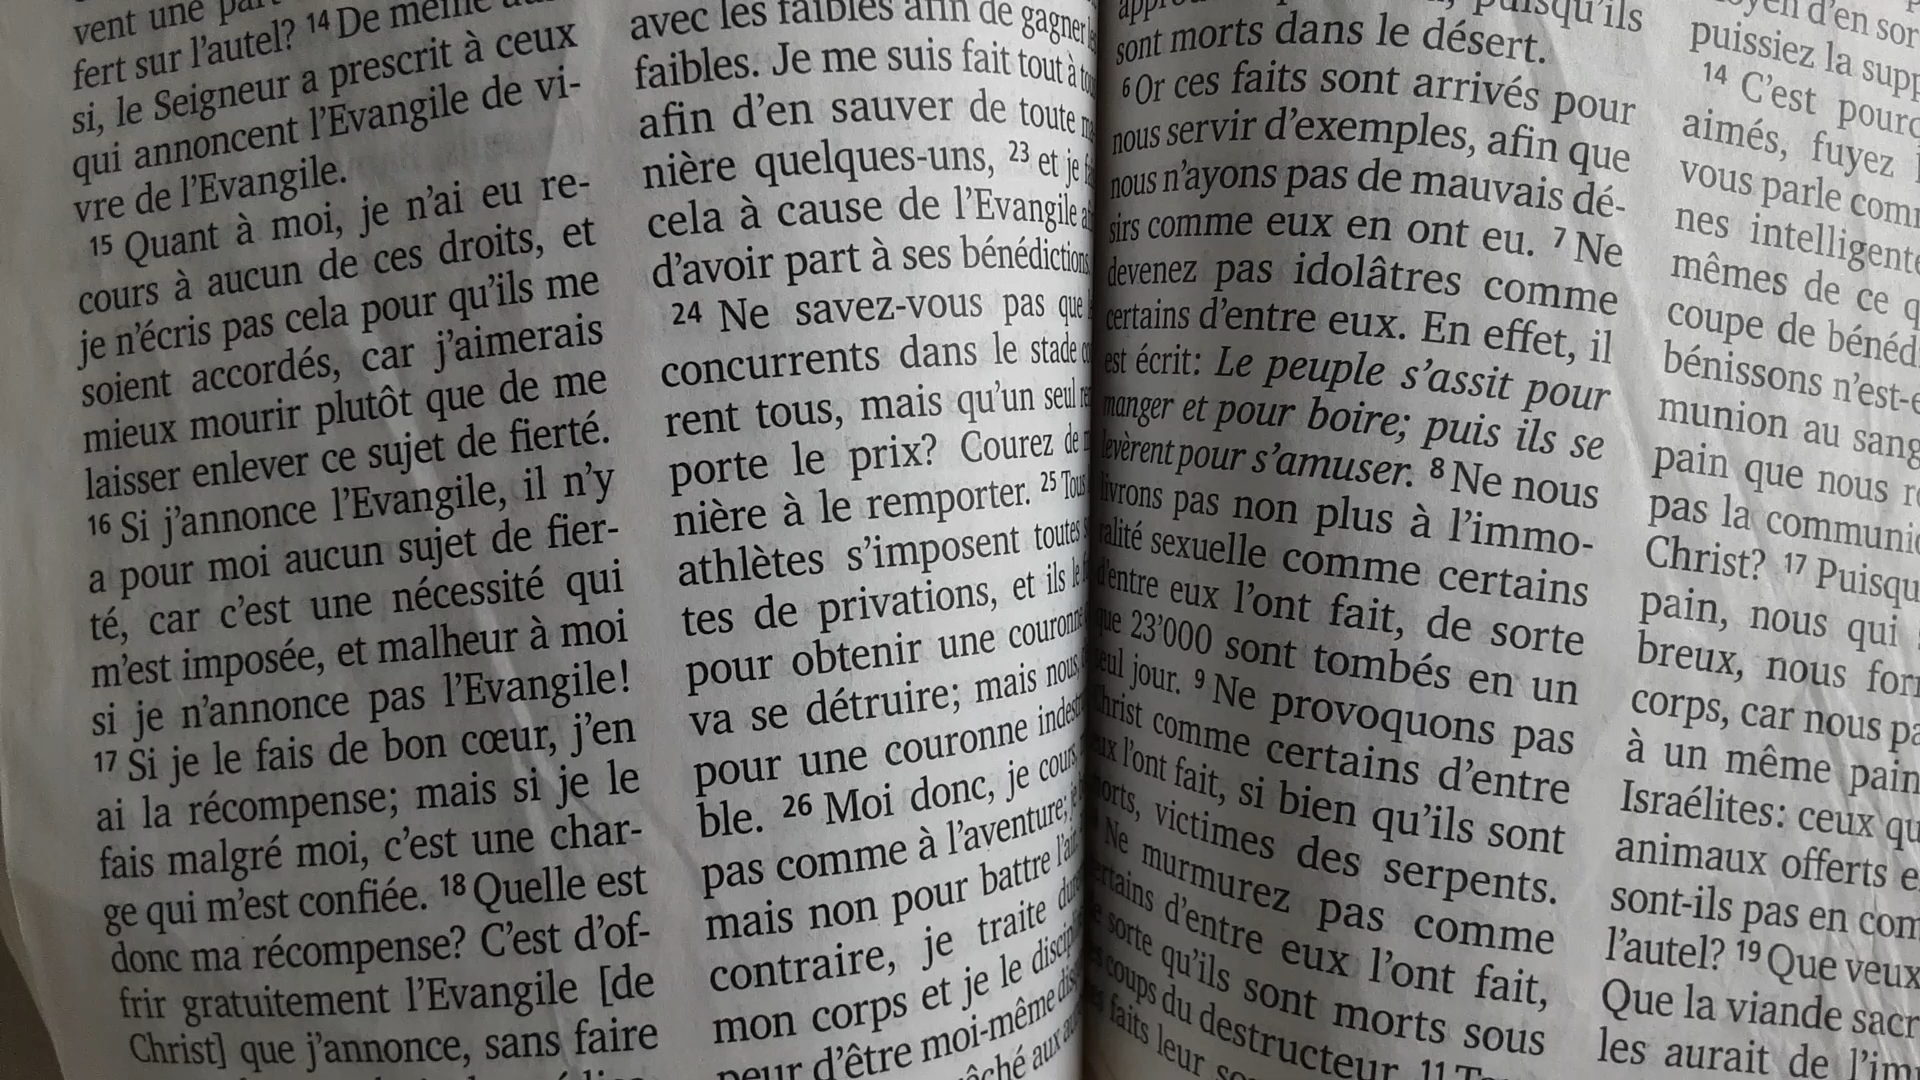 vent une
fert sur l'autel? 14 De même
si, le Seigneur a prescrit à ceux
qui annoncent l'Evangile de vi-
vre de l'Evangile.
15 Quant à moi, je n'ai eu re-
cours à aucun de ces droits, et
je n'écris pas cela pour qu'ils me
soient accordés, car j'aimerais
mieux mourir plutôt que de me
laisser enlever ce sujet de fierté.
16 Si j'annonce l'Evangile, il n'y
a pour moi aucun sujet de fier-
té, car c'est une nécessité qui
m'est imposée, et malheur à moi
si je n'annonce pas l'Evangile!
17 Si je le fais de bon cœur, j'en
ai la récompense; mais si je le
fais malgré moi, c'est une char-
ge qui m'est confiée. 18 Quelle est
donc ma récompense? C'est d'of-
frir gratuitement l'Evangile [de
Christ] que j'annonce, sans faire
avec les faibles afin de gagner
faibles. Je me suis fait tout à
afin d'en sauver de toute
nière quelques-uns, 23 et je
cela à cause de l'Evangile
d'avoir part à ses bénédictions
24 Ne savez-vous pas que
concurrents dans le stade
rent tous, mais qu'un seul
porte le prix? Courez de
nière à le remporter. 25 Tous
athlètes s'imposent toutes
tes de privations, et ils le
pour obtenir une couronne
va se détruire; mais nous,
pour une couronne indest
ble. 26 Moi donc, je cours
pas comme à l'aventure; je
mais non pour battre l'air
contraire, je traite
mon corps et je le discipl
peur d'être moi-même
aux
puisqu'ils
sont morts dans le désert.
6 Or ces faits sont arrivés pour
nous servir d'exemples, afin que
nous n'ayons pas de mauvais dé-
sirs comme eux en ont eu. 7 Ne
devenez pas idolâtres comme
certains d'entre eux. En effet, il
est écrit: Le peuple s'assit pour
manger et pour boire; puis ils se
levèrent pour s'amuser. 8 Ne nous
livrons pas non plus à l'immo-
ralité sexuelle comme certains
d'entre eux l'ont fait, de sorte
que 23'000 sont tombés en un
seul jour. 9 Ne provoquons pas
Christ comme certains d'entre
eux l'ont fait, si bien qu'ils sont
morts, victimes des serpents.
Ne murmurez pas comme
certains d'entre eux l'ont fait,
de sorte qu'ils sont morts sous
coups du destructeur. 11
faits leur
d'en sor
puissiez la supp
14 C'est pourq
aimés, fuyez
vous parle comm
nes intelligente
mêmes de ce q
coupe de bénéd
bénissons n'est-e
munion au sang
pain que nous r
pas la communi
Christ? 17 Puisqu
pain, nous qui
breux, nous for
corps, car nous pa
à un même pain
Israélites: ceux qu
animaux offerts e
sont-ils pas en com
l'autel? 19 Que veux
Que la viande sacr
les aurait de l'im